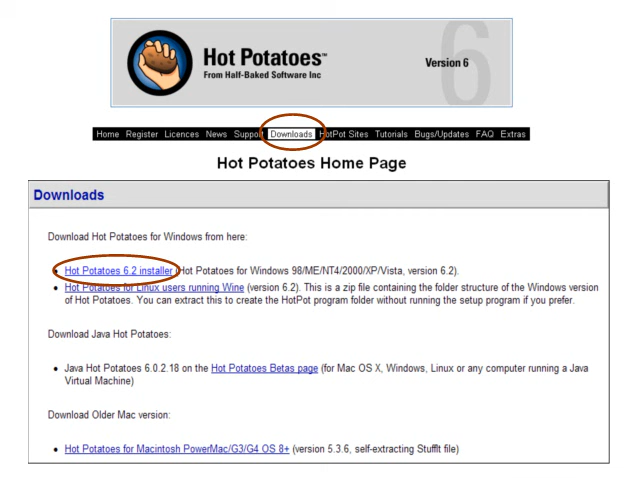 Hot Potatoes™
From Half-Baked Software Inc
Version 6
6
Home Register Licences News Support Downloads HotPot Sites Tutorials Bugs/Updates FAQ Extras
Hot Potatoes Home Page
Downloads
Download Hot Potatoes for Windows from here:
• Hot Potatoes 6.2 installer (Hot Potatoes for Windows 98/ME/NT4/2000/XP/Vista, version 6.2).
• Hot Potatoes for Linux users running Wine (version 6.2). This is a zip file containing the folder structure of the Windows version
of Hot Potatoes. You can extract this to create the HotPot program folder without running the setup program if you prefer.
Download Java Hot Potatoes:
• Java Hot Potatoes 6.0.2.18 on the Hot Potatoes Betas page (for Mac OS X, Windows, Linux or any computer running a Java
Virtual Machine)
Download Older Mac version:
• Hot Potatoes for Macintosh PowerMac/G3/G4 OS 8+ (version 5.3.6, self-extracting StuffIt file)